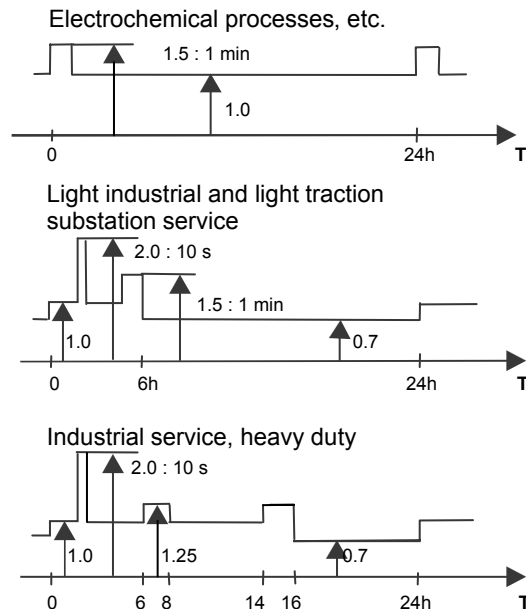 Electrochemical processes, etc.
1.5 : 1 min
1.0
0 24h T
Light industrial and light traction
substation service
2.0 : 10 s
1.5 : 1 min
1.0 0.7
0 6h 24h T
Industrial service, heavy duty
2.0 : 10 s
1.0 1.25 0.7
0 6 8 14 16 24h T